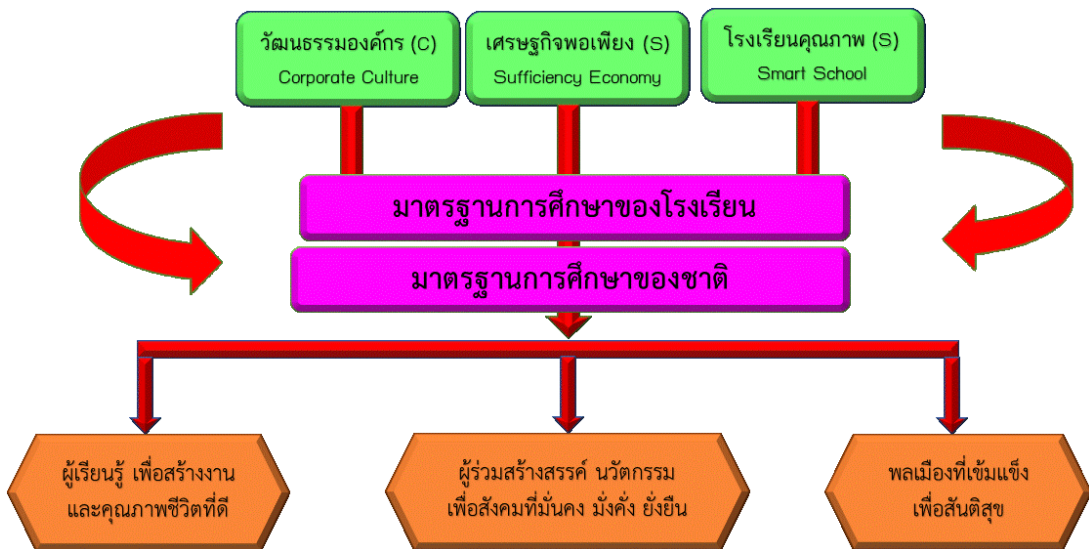 วัฒนธรรมองค์กร (C)
Corporate Culture
เศรษฐกิจพอเพียง (S)
Sufficiency Economy
โรงเรียนคุณภาพ (S)
Smart School
มาตรฐานการศึกษาของโรงเรียน
มาตรฐานการศึกษาของชาติ
ผู้เรียนรู้ เพื่อสร้างงาน
และคุณภาพชีวิตที่ดี
ผู้ร่วมสร้างสรรค์ นวัตกรรม
เพื่อสังคมที่มั่นคง มั่งคั่ง ยั่งยืน
พลเมืองที่เข้มแข็ง
เพื่อสันติสุข